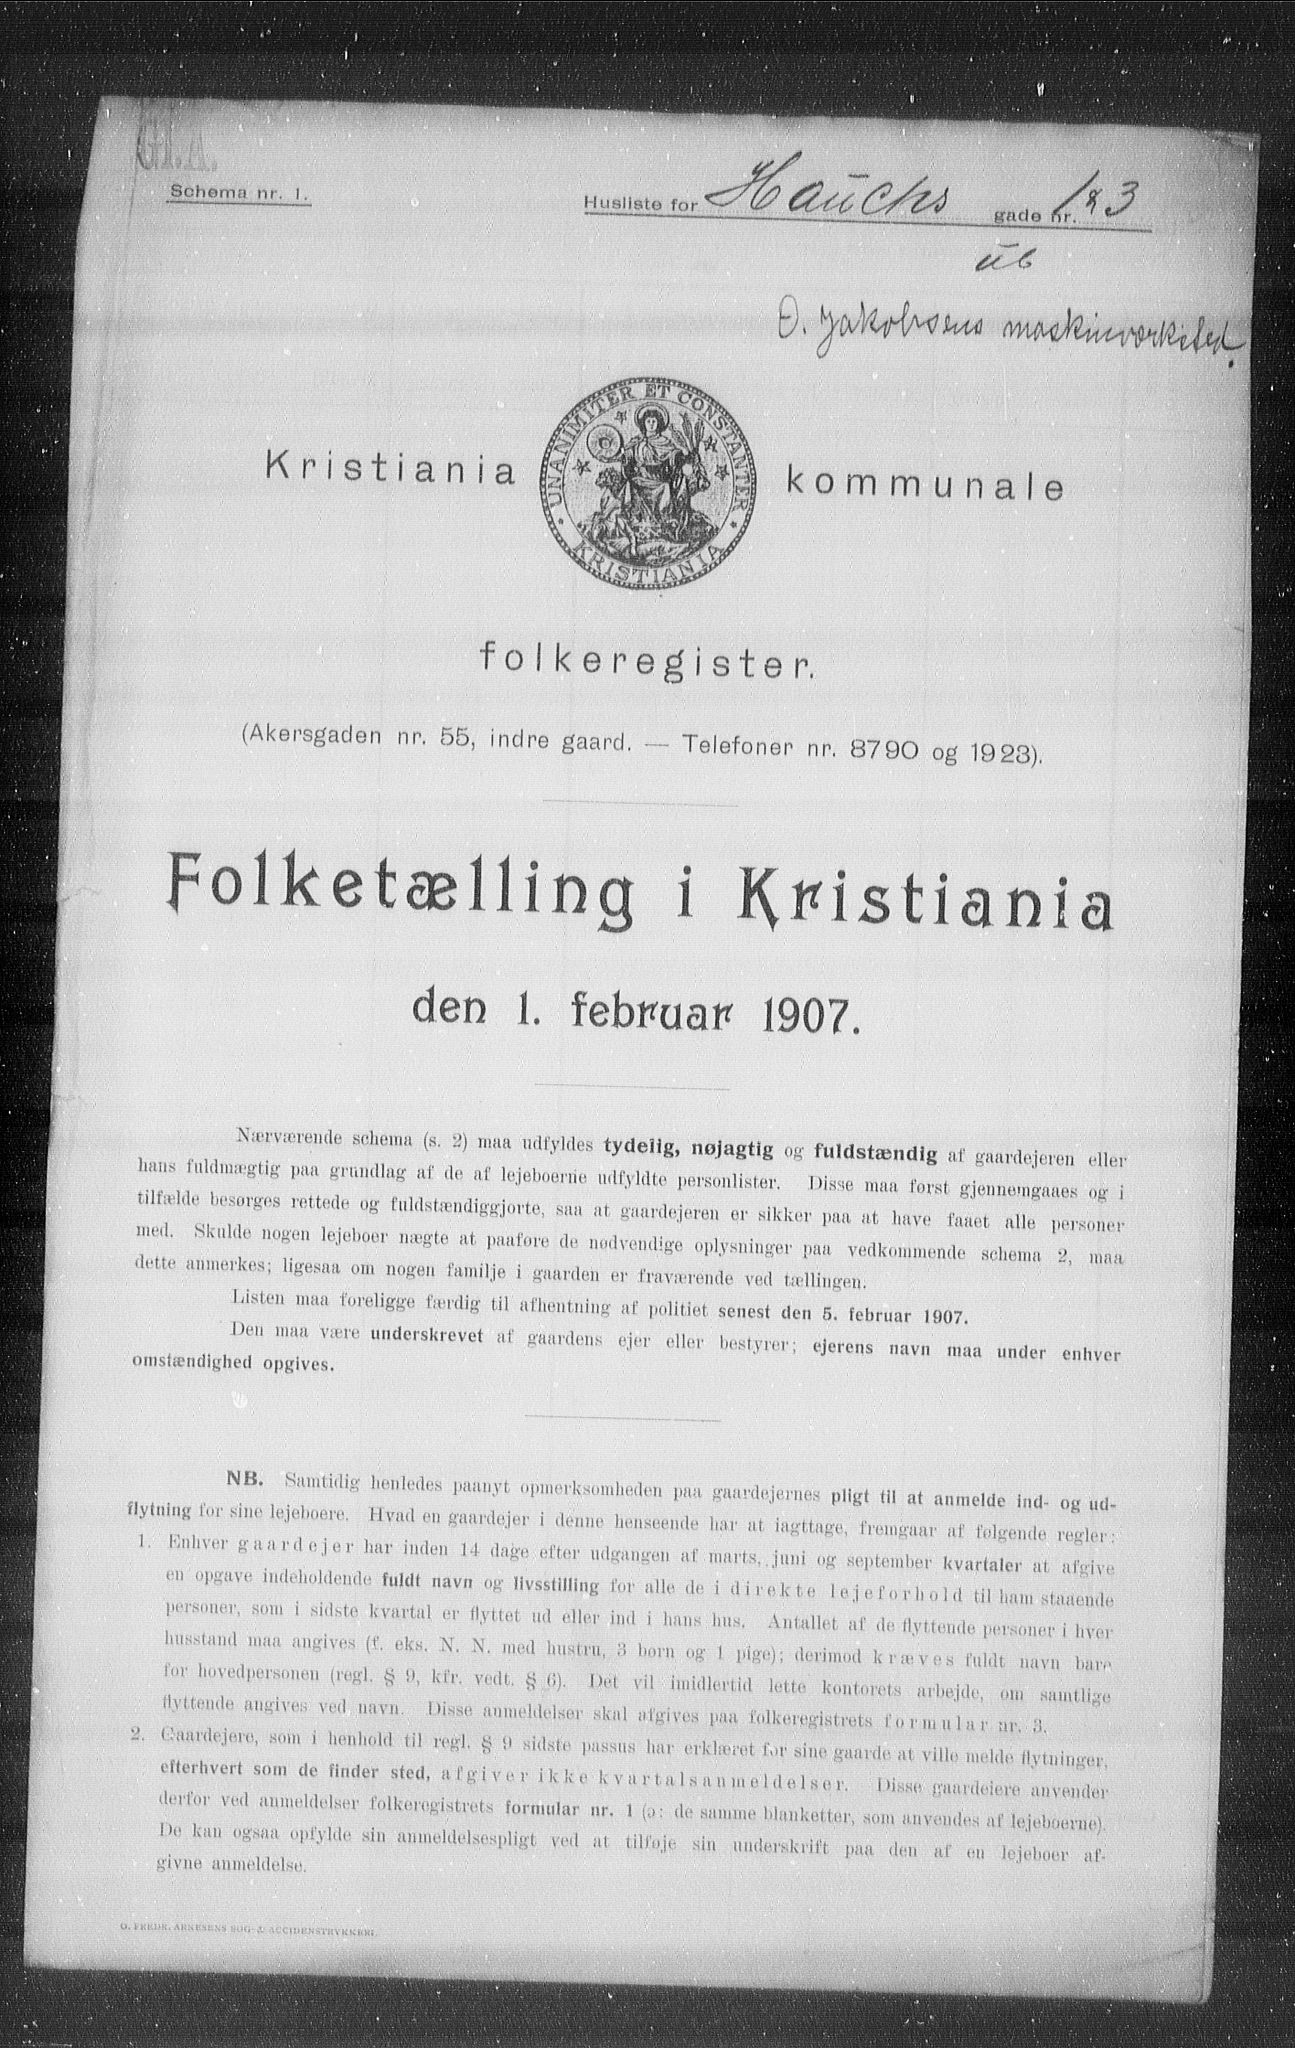 G1.A.
Schema nr. 1.
Husliste for Hauchs gade nr. 1 & 3
ub
O. Jakobsens maskinværksted.
UNANIMITER ET CONSTANTER
KRISTIANIA
Kristiania kommunale
folkeregister.
(Akersgaden nr. 55, indre gaard. — Telefoner nr. 8790 og 1923).
Folketælling i Kristiania
den 1. februar 1907.
Nærværende schema (s. 2) maa udfyldes tydelig, nøjagtig og fuldstændig af gaardejeren eller
hans fuldmægtig paa grundlag af de af lejeboerne udfyldte personlister. Disse maa først gjennemgaaes og i
tilfælde besørges rettede og fuldstændiggjorte, saa at gaardejeren er sikker paa at have faaet alle personer
med. Skulde nogen lejeboer nægte at paaføre de nødvendige oplysninger paa vedkommende schema 2, maa
dette anmerkes; ligesaa om nogen familje i gaarden er fraværende ved tællingen.
Listen maa foreligge færdig til afhentning af politiet senest den 5. februar 1907.
Den maa være underskrevet af gaardens ejer eller bestyrer; ejerens navn maa under enhver
omstændighed opgives.
NB. Samtidig henledes paanyt opmerksomheden paa gaardejernes pligt til at anmelde ind- og ud-
flytning for sine lejeboere. Hvad en gaardejer i denne henseende har at iagttage, fremgaar af følgende regler:
1. Enhver gaardejer har inden 14 dage efter udgangen af marts, juni og september kvartaler at afgive
en opgave indeholdende fuldt navn og livsstilling for alle de i direkte lejeforhold til ham staaende
personer, som i sidste kvartal er flyttet ud eller ind i hans hus. Antallet af de flyttende personer i hver
husstand maa angives (f. eks. N. N. med hustru, 3 børn og 1 pige); derimod kræves fuldt navn bare
for hovedpersonen (regl. § 9, kfr. vedt. § 6). Det vil imidlertid lette kontorets arbejde, om samtlige
flyttende angives ved navn. Disse anmeldelser skal afgives paa folkeregistrets formular nr. 3.
2. Gaardejere, som i henhold til regl. § 9 sidste passus har erklæret for sine gaarde at ville melde flytninger,
efterhvert som de finder sted, afgiver ikke kvartalsanmeldelser. Disse gaardeiere anvender
derfor ved anmeldelser folkeregistrets formular nr. 1 (ɔ: de samme blanketter, som anvendes af lejeboerne).
De kan ogsaa opfylde sin anmeldelsespligt ved at tilføje sin underskrift paa den af en lejeboer af-
givne anmeldelse.
O. FREDR. ARNESENS BOG- & ACCIDENSTRYKKERI.